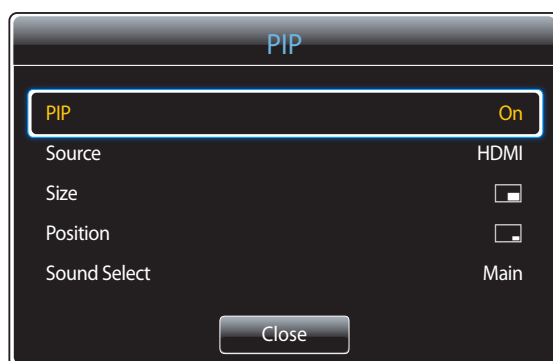 PIP
PIP On
Source HDMI
Size
Position
Sound Select Main
Close